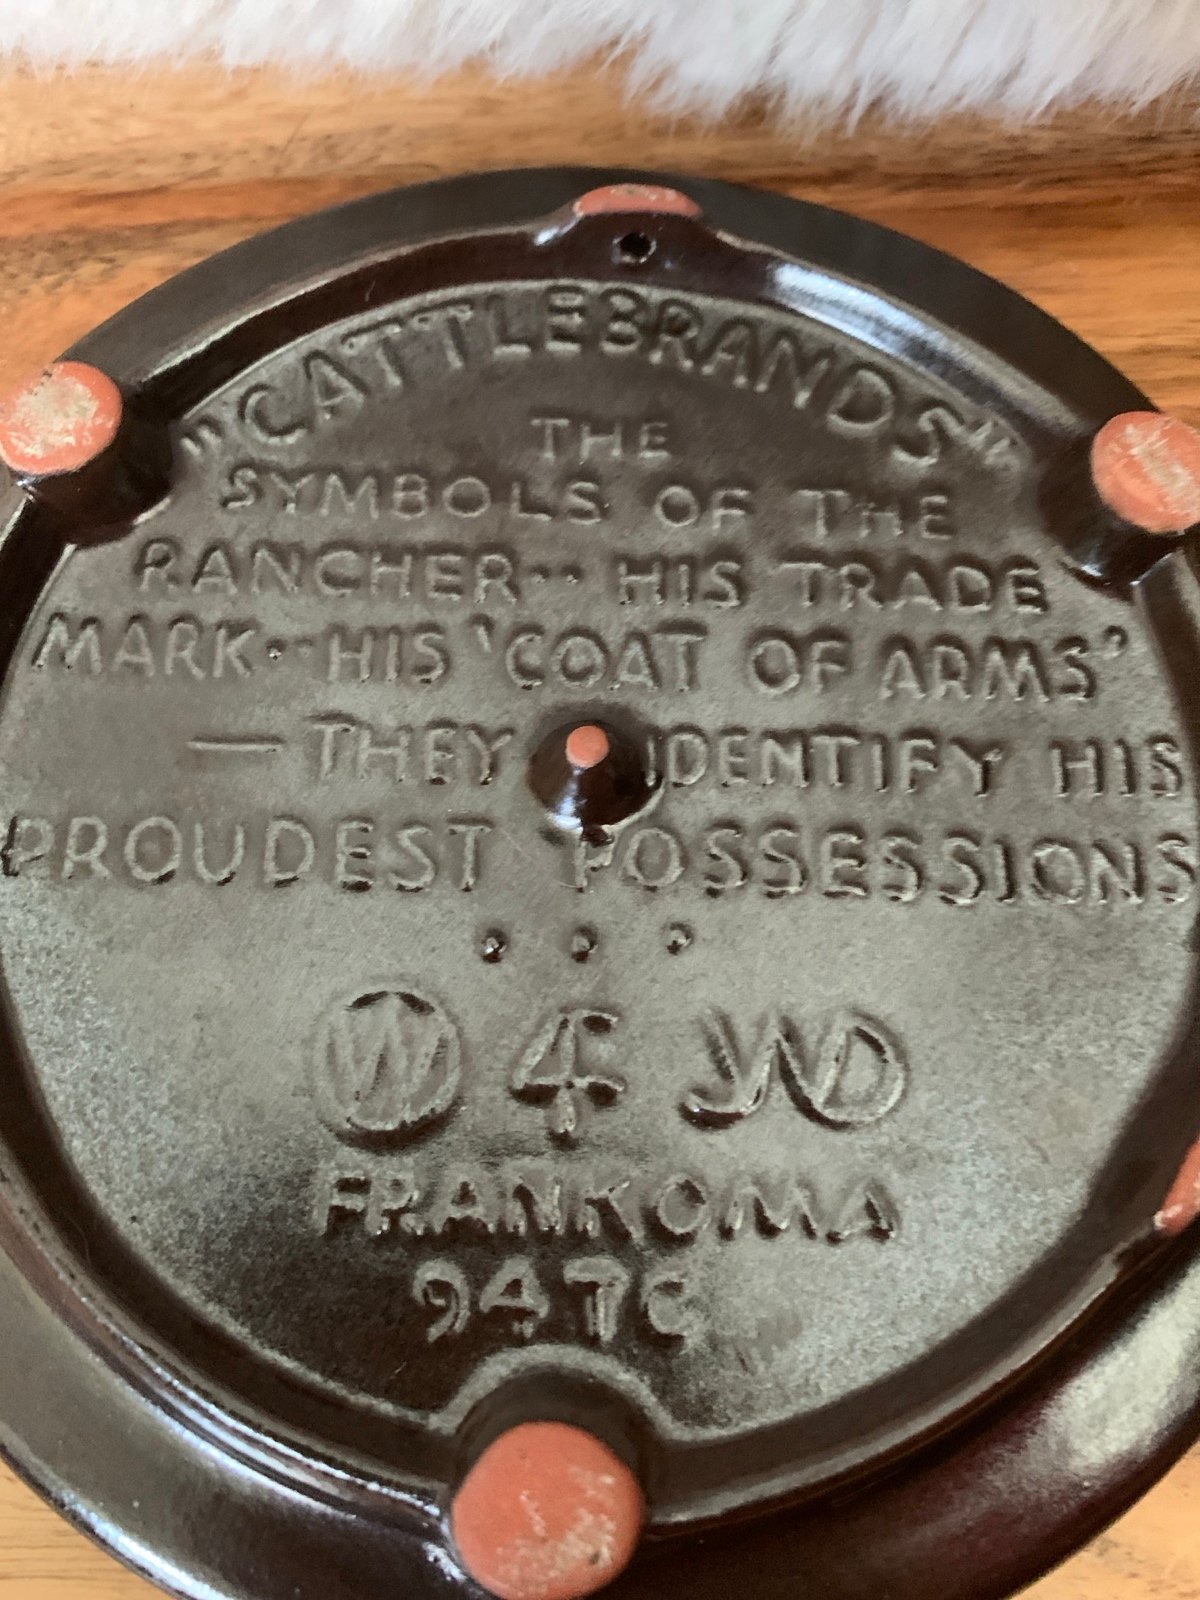 "CATTLEBRANDS"
THE
SYMBOLS OF THE
RANCHER·· HIS TRADE
MARK··HIS 'COAT OF ARMS'
— THEY IDENTIFY HIS
PROUDEST POSSESSIONS
• • •
W 4
FRANKOMA
94TC